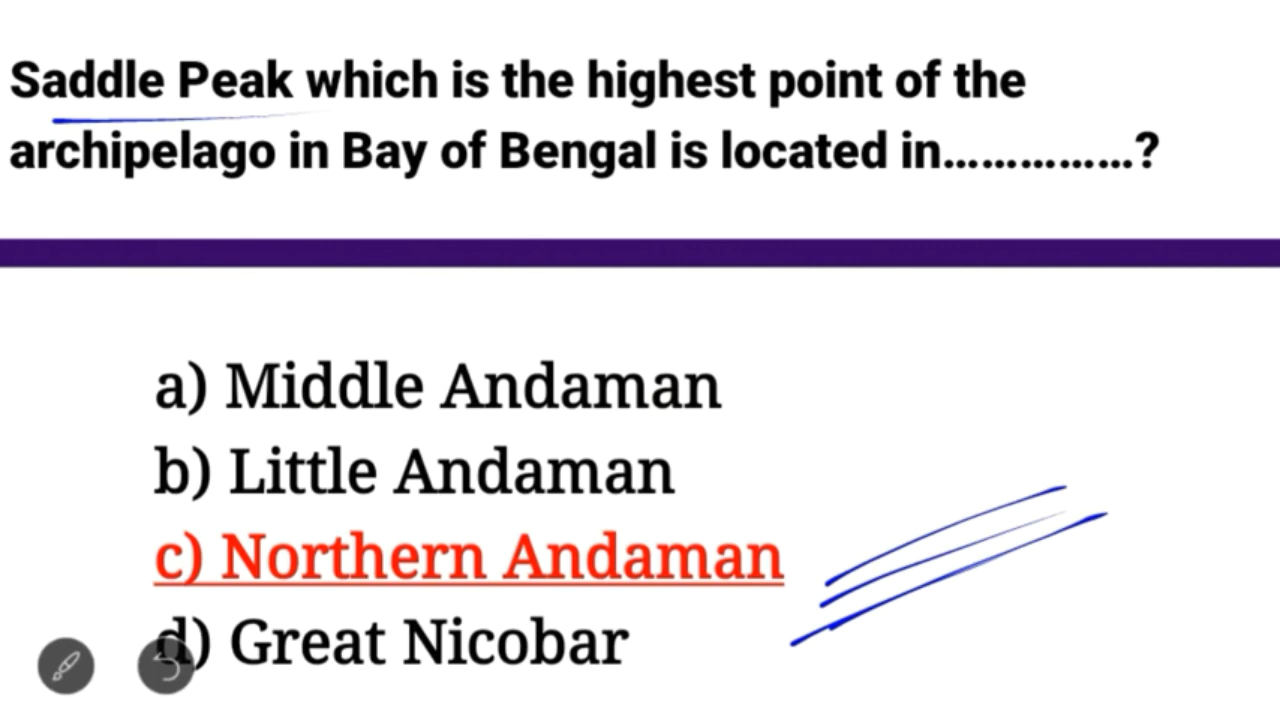 Saddle Peak which is the highest point of the
archipelago in Bay of Bengal is located in...............?
a) Middle Andaman
b) Little Andaman
c) Northern Andaman
d) Great Nicobar